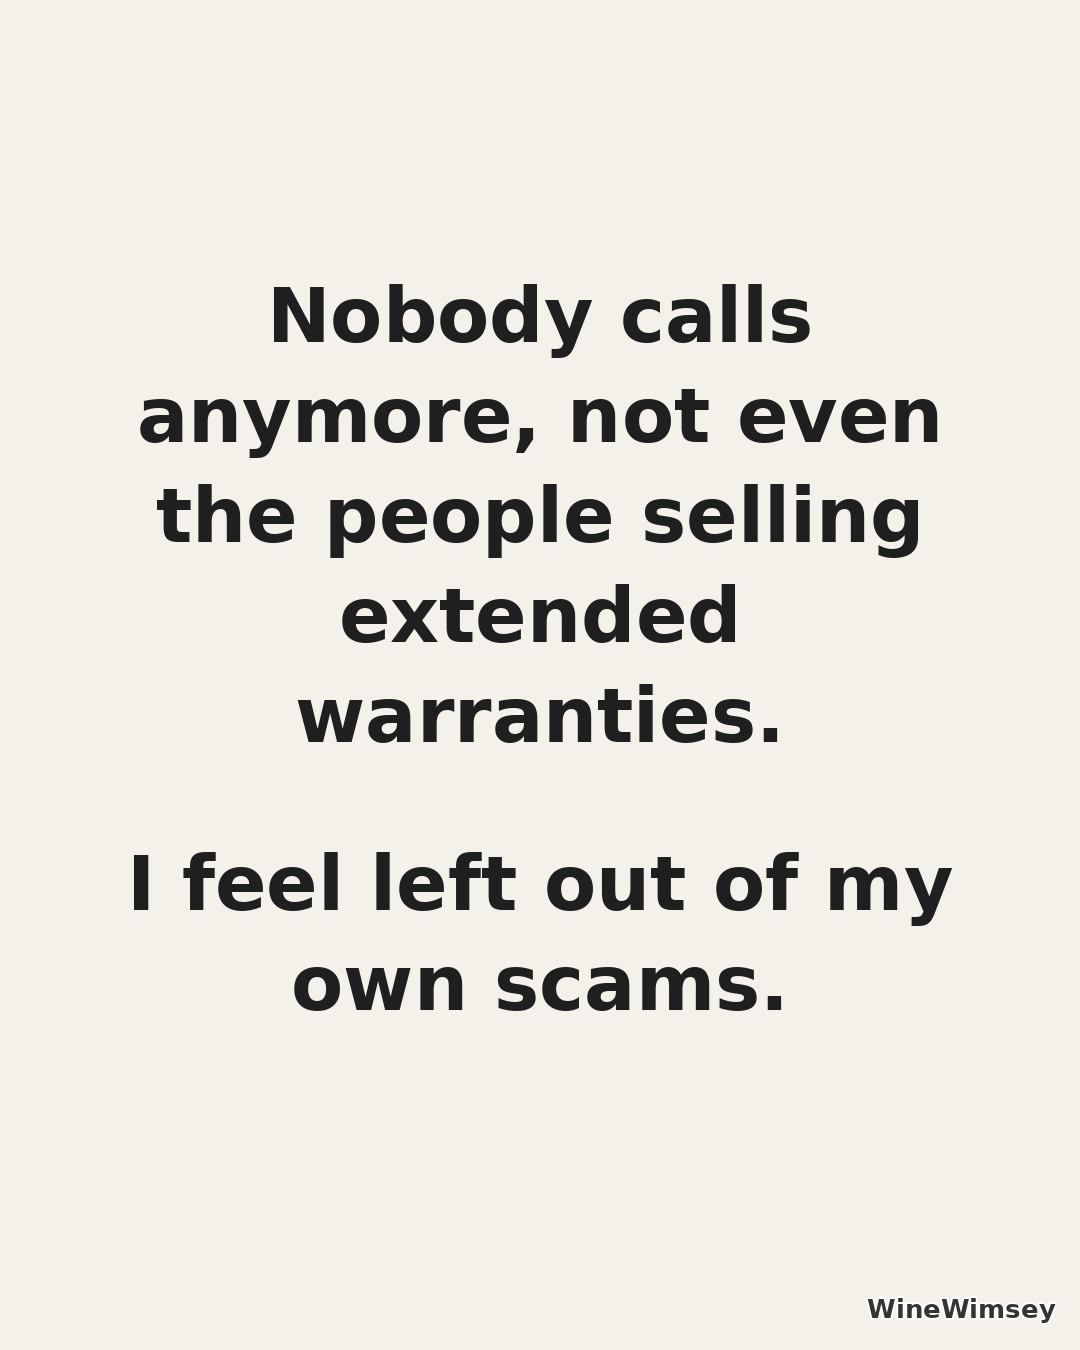 Nobody calls
anymore, not even
the people selling
extended
warranties.
I feel left out of my
own scams.
WineWimsey